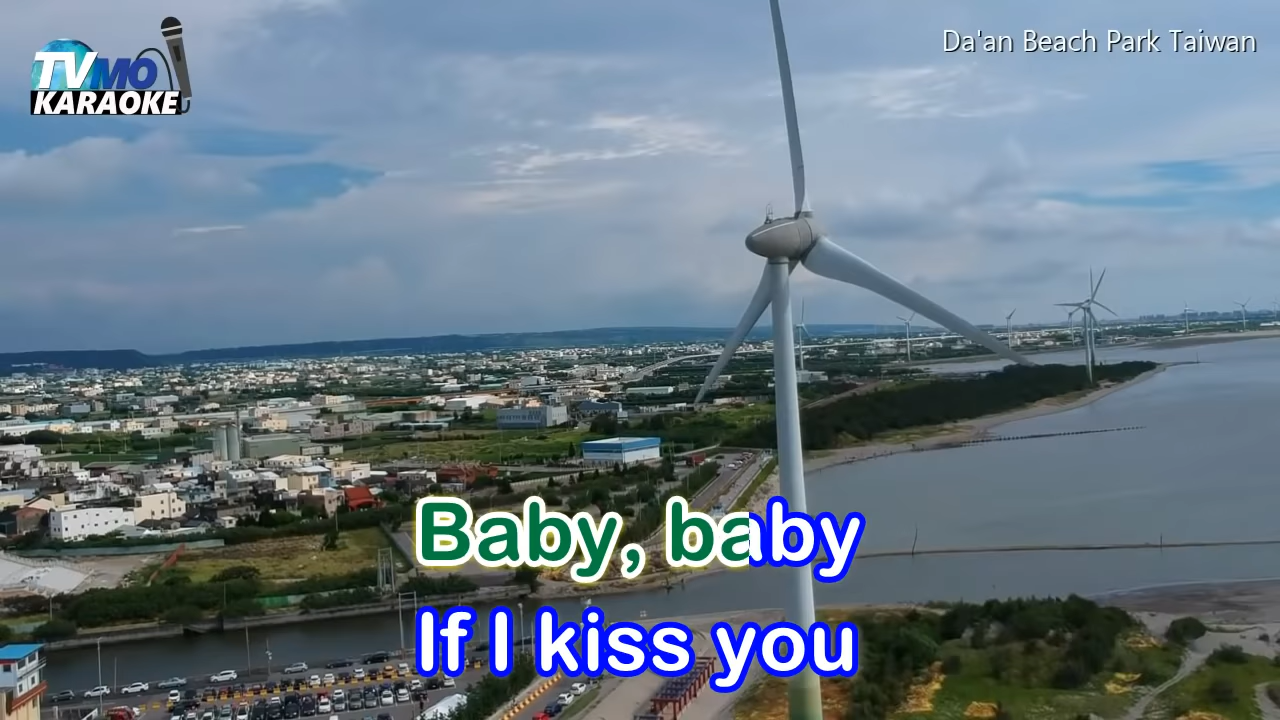 TVMO
KARAOKE
Da'an Beach Park Taiwan
Baby, baby
If I kiss you